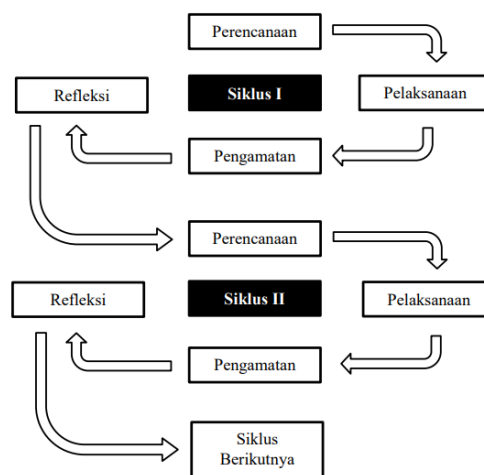 Perencanaan
Refleksi
Siklus I
Pelaksanaan
Pengamatan
Perencanaan
Refleksi
Siklus II
Pelaksanaan
Pengamatan
Siklus
Berikutnya